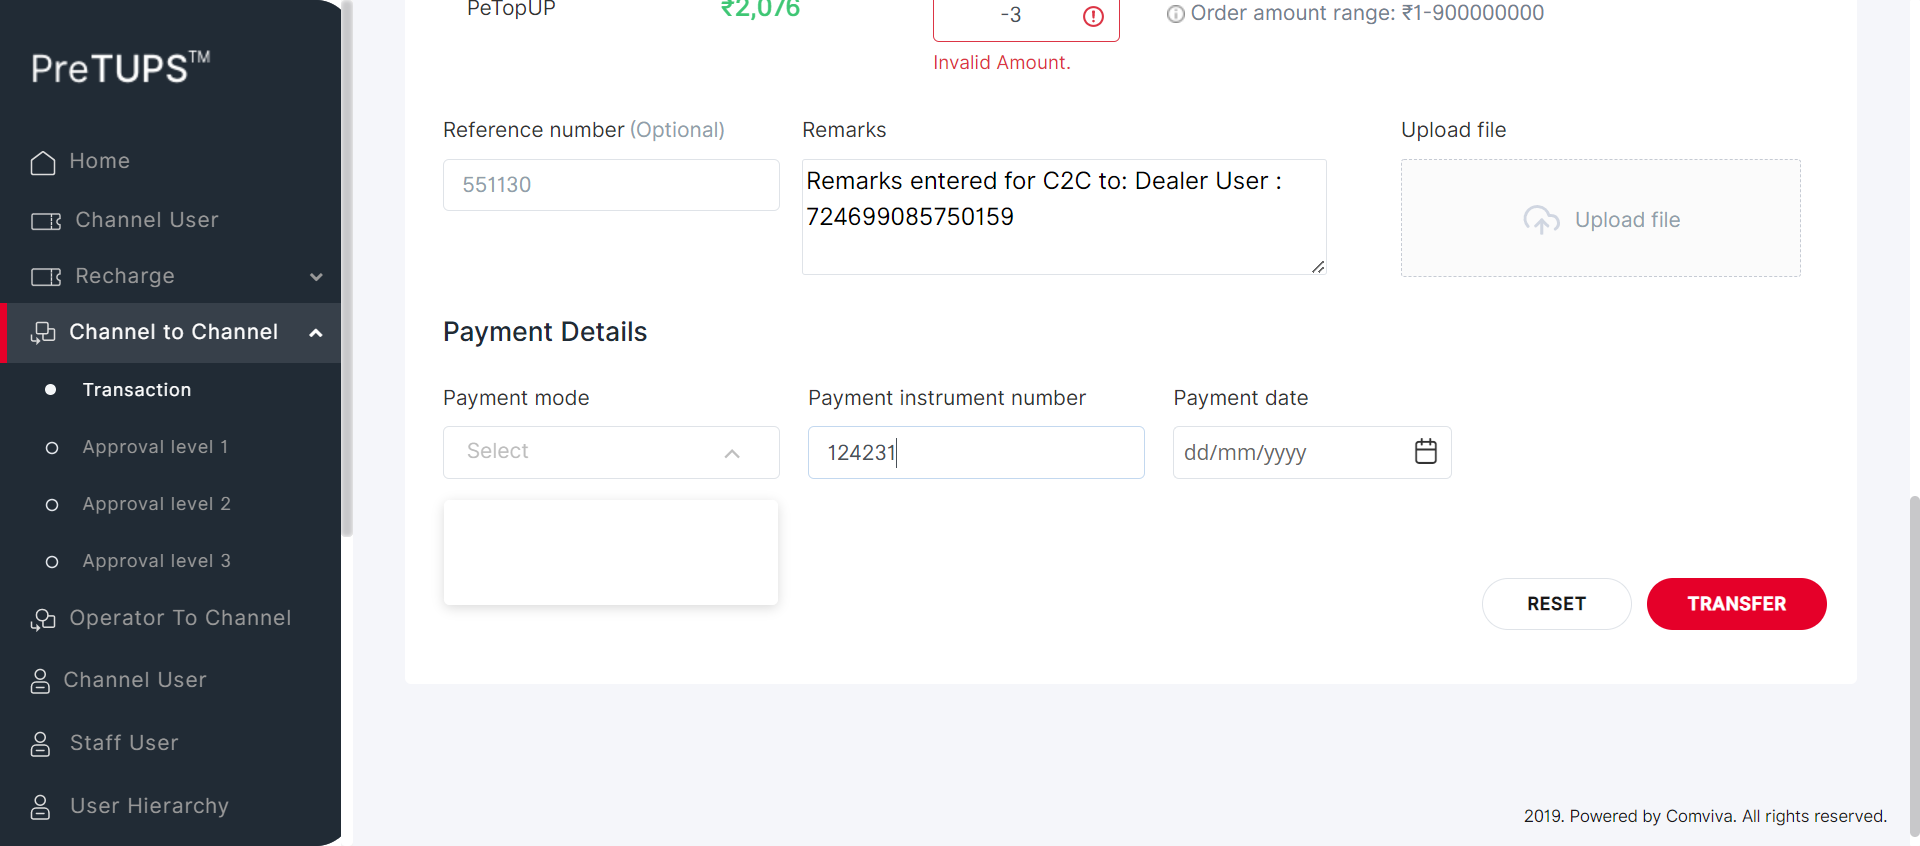 PreTUPS™
Home
Channel User
Recharge
Channel to Channel
Transaction
Approval level 1
Approval level 2
Approval level 3
Operator To Channel
Channel User
Staff User
User Hierarchy
PeTopUP ₹2,076 -3 Order amount range: ₹1-900000000
Invalid Amount.
Reference number (Optional) Remarks Upload file
551130
Remarks entered for C2C to: Dealer User :
724699085750159
Upload file
Payment Details
Payment mode Payment instrument number Payment date
Select 124231 dd/mm/yyyy
RESET TRANSFER
2019. Powered by Comviva. All rights reserved.